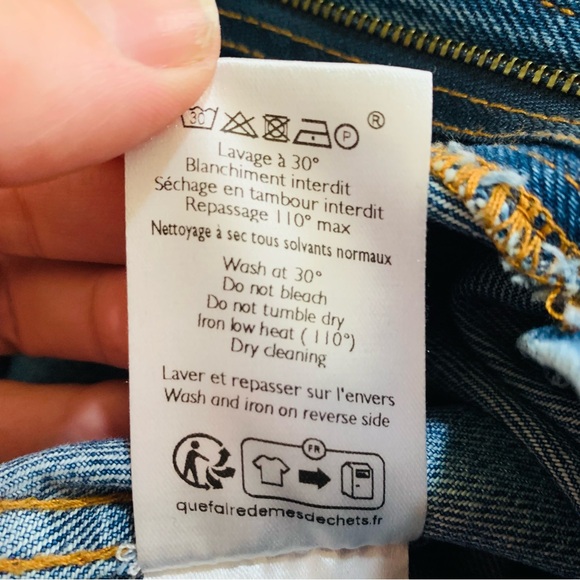 30 P ®
Lavage à 30°
Blanchiment interdit
Séchage en tambour interdit
Repassage 110° max
Nettoyage à sec tous solvants normaux
Wash at 30°
Do not bleach
Do not tumble dry
Iron low heat ( 110°)
Dry cleaning
Laver et repasser sur l'envers
Wash and iron on reverse side
FR
quefairedemesdechets.fr